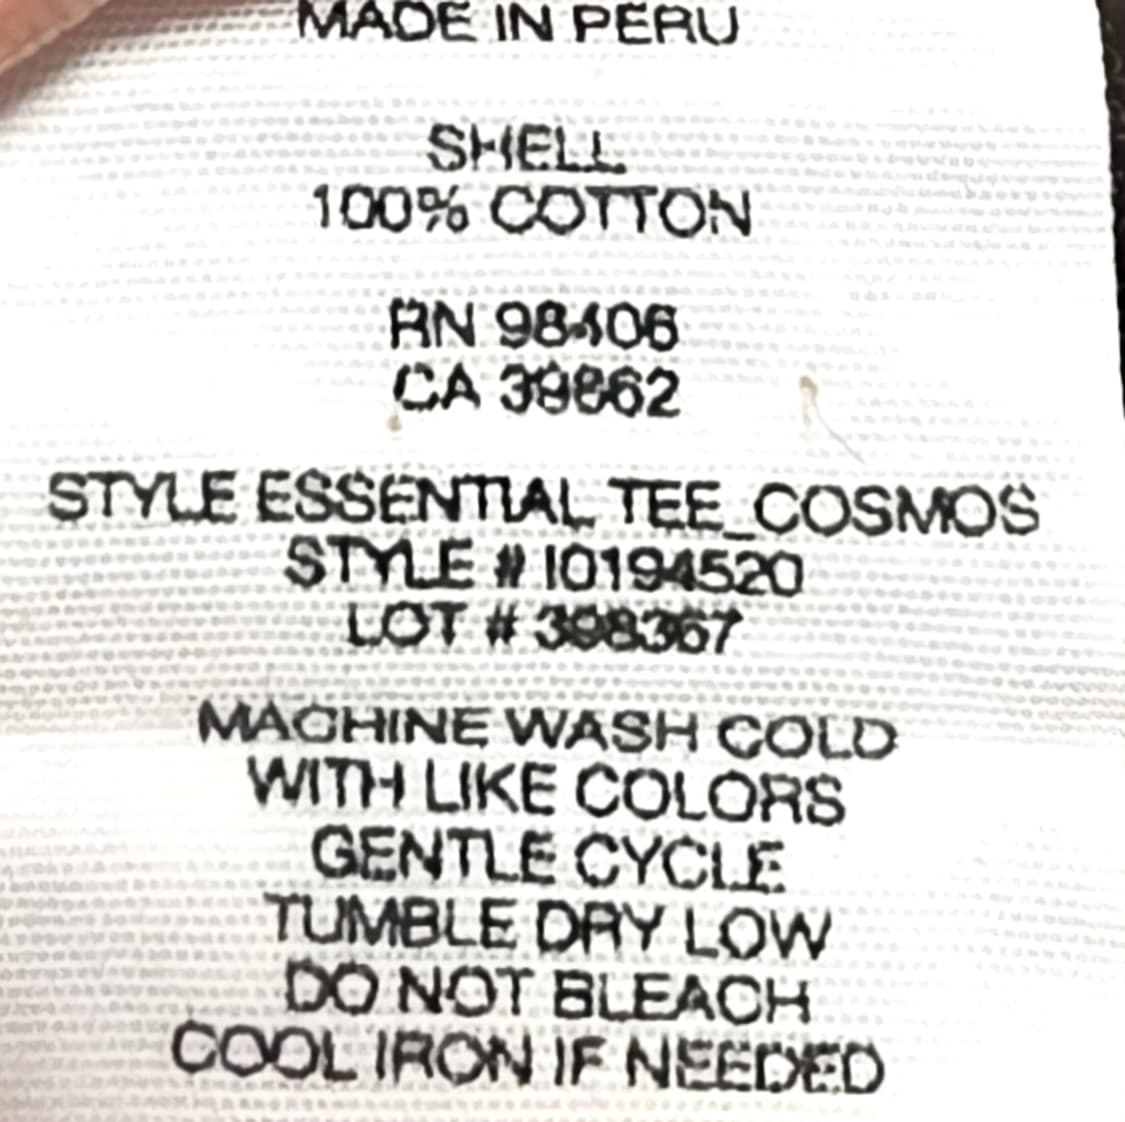 MADE IN PERU
SHELL
100% COTTON
RN 98406
CA 39862
STYLE ESSENTIAL TEE_COSMOS
STYLE # I0194520
LOT # 398367
MACHINE WASH COLD
WITH LIKE COLORS
GENTLE CYCLE
TUMBLE DRY LOW
DO NOT BLEACH
COOL IRON IF NEEDED